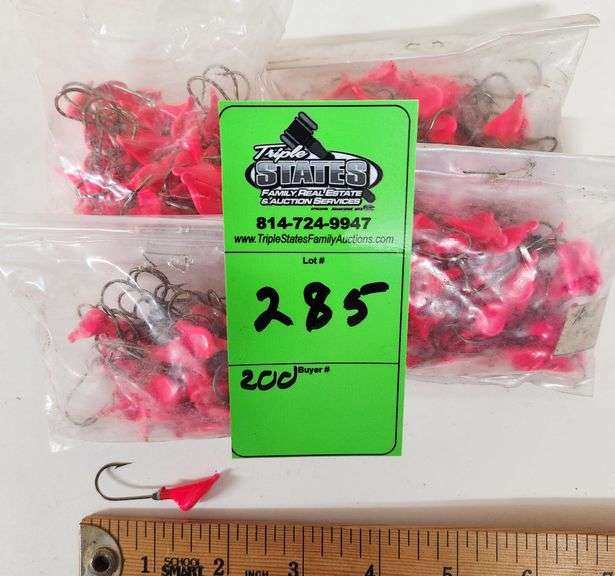 Triple
STATES
FAMILY REAL ESTATE
& AUCTION SERVICES
814-724-9947
www.TripleStatesFamilyAuctions.com
Lot #
285
200 Buyer #
1 SCHOOL SMART 2 INCH 3 4 5 6 7